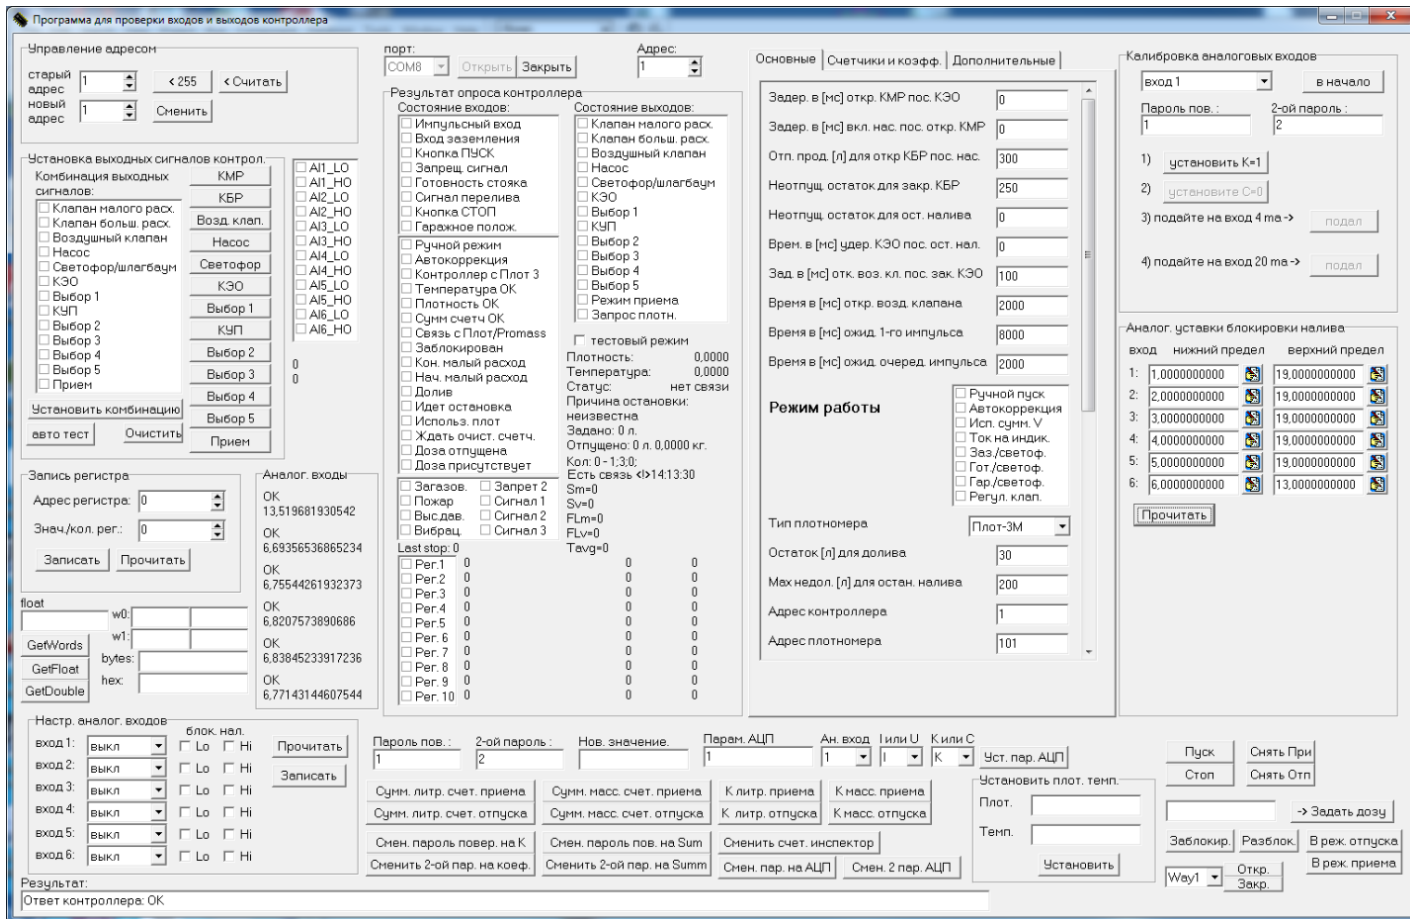 Программа для проверки входов и выходов контроллера
Управление адресом
старый адрес 1 < 255 < Считать
новый адрес 1 Сменить
Установка выходных сигналов контрол.
Комбинация выходных сигналов:
Клапан малого расх.
Клапан больш. расх.
Воздушный клапан
Насос
Светофор/шлагбаум
КЭО
Выбор 1
КУП
Выбор 2
Выбор 3
Выбор 4
Выбор 5
Прием
Установить комбинацию
авто тест Очистить
КМР
КБР
Возд. клап.
Насос
Светофор
КЭО
Выбор 1
КУП
Выбор 2
Выбор 3
Выбор 4
Выбор 5
Прием
AI1_LO
AI1_HO
AI2_LO
AI2_HO
AI3_LO
AI3_HO
AI4_LO
AI4_HO
AI5_LO
AI5_HO
AI6_LO
AI6_HO
0
0
Запись регистра
Адрес регистра: 0
Знач./кол. рег.: 0
Записать Прочитать
float
w0:
w1:
GetWords
bytes:
GetFloat
hex:
GetDouble
Аналог. входы
OK
13,519681930542
OK
6,69356536865234
OK
6,75544261932373
OK
6,8207573890686
OK
6,83845233917236
OK
6,77143144607544
порт:
COM8 Открыть Закрыть
Адрес:
1
Результат опроса контроллера
Состояние входов:
Импульсный вход
Вход заземления
Кнопка ПУСК
Запрещ. сигнал
Готовность стояка
Сигнал перелива
Кнопка СТОП
Гаражное полож.
Ручной режим
Автокоррекция
Контроллер с Плот 3
Температура ОК
Плотность ОК
Сумм счетч ОК
Связь с Плот/Promass
Заблокирован
Кон. малый расход
Нач. малый расход
Долив
Идет остановка
Использ. плот
Ждать очист. счетч.
Доза отпущена
Доза присутствует
Загазов. Запрет 2
Пожар Сигнал 1
Выс.дав. Сигнал 2
Вибрац. Сигнал 3
Состояние выходов:
Клапан малого расх.
Клапан больш. расх.
Воздушный клапан
Насос
Светофор/шлагбаум
КЭО
Выбор 1
КУП
Выбор 2
Выбор 3
Выбор 4
Выбор 5
Режим приема
Запрос плотн.
тестовый режим
Плотность: 0,0000
Температура: 0,0000
Статус: нет связи
Причина остановки:
неизвестна
Задано: 0 л.
Отпущено: 0 л. 0,0000 кг.
Кол: 0 - 1;3;0;
Есть связь <I>14:13:30
Sm=0
Sv=0
FLm=0
FLv=0
Tavg=0
Last stop: 0
Рег.1 0 0 0
Рег.2 0 0 0
Рег.3 0 0 0
Рег.4 0 0 0
Рег.5 0 0 0
Рег. 6 0 0 0
Рег. 7 0 0 0
Рег. 8 0 0 0
Рег. 9 0 0 0
Рег. 10 0 0 0
Основные Счетчики и коэфф. Дополнительные
Задер. в [мс] откр. КМР пос. КЭО 0
Задер. в [мс] вкл. нас. пос. откр. КМР 0
Отп. прод. [л] для откр КБР пос. нас. 300
Неотпущ. остаток для закр. КБР 250
Неотпущ. остаток для ост. налива 0
Врем. в [мс] удер. КЭО пос. ост. нал. 0
Зад. в [мс] отк. воз. кл. пос. зак. КЭО 100
Время в [мс] откр. возд. клапана 2000
Время в [мс] ожид. 1-го импульса 8000
Время в [мс] ожид. очеред. импульса 2000
Режим работы
Ручной пуск
Автокоррекция
Исп. сумм. V
Ток на индик.
Заз./светоф.
Гот./светоф.
Гар./светоф.
Регул. клап.
Тип плотномера Плот-3М
Остаток [л] для долива 30
Мах недол. [л] для остан. налива 200
Адрес контроллера 1
Адрес плотномера 101
Калибровка аналоговых входов
вход 1 в начало
Пароль пов. : 2-ой пароль :
1 2
1) установить K=1
2) установите C=0
3) подайте на вход 4 ma -> подал
4) подайте на вход 20 ma -> подал
Аналог. уставки блокировки налива
вход нижний предел верхний предел
1: 1,0000000000 19,0000000000
2: 2,0000000000 19,0000000000
3: 3,0000000000 19,0000000000
4: 4,0000000000 19,0000000000
5: 5,0000000000 19,0000000000
6: 6,0000000000 13,0000000000
Прочитать
Настр. аналог. входов
блок. нал.
вход 1: выкл Lo Hi Прочитать
вход 2: выкл Lo Hi Записать
вход 3: выкл Lo Hi
вход 4: выкл Lo Hi
вход 5: выкл Lo Hi
вход 6: выкл Lo Hi
Пароль пов. : 2-ой пароль : Нов. значение. Парам. АЦП Ан. вход I или U К или С
1 2 1 1 I K Уст. пар. АЦП
Сумм. литр. счет. приема Сумм. масс. счет. приема К литр. приема К масс. приема
Сумм. литр. счет. отпуска Сумм. масс. счет. отпуска К литр. отпуска К масс. отпуска
Смен. пароль повер. на К Смен. пароль пов. на Sum Сменить счет. инспектор
Сменить 2-ой пар. на коеф. Сменить 2-ой пар. на Summ Смен. пар. на АЦП Смен. 2 пар. АЦП
Установить плот. темп.
Плот.
Темп.
Установить
Пуск Снять При
Стоп Снять Отп
-> Задать дозу
Заблокир. Разблок. В реж. отпуска
В реж. приема
Way1 Откр.
Закр.
Результат:
Ответ контроллера: OK